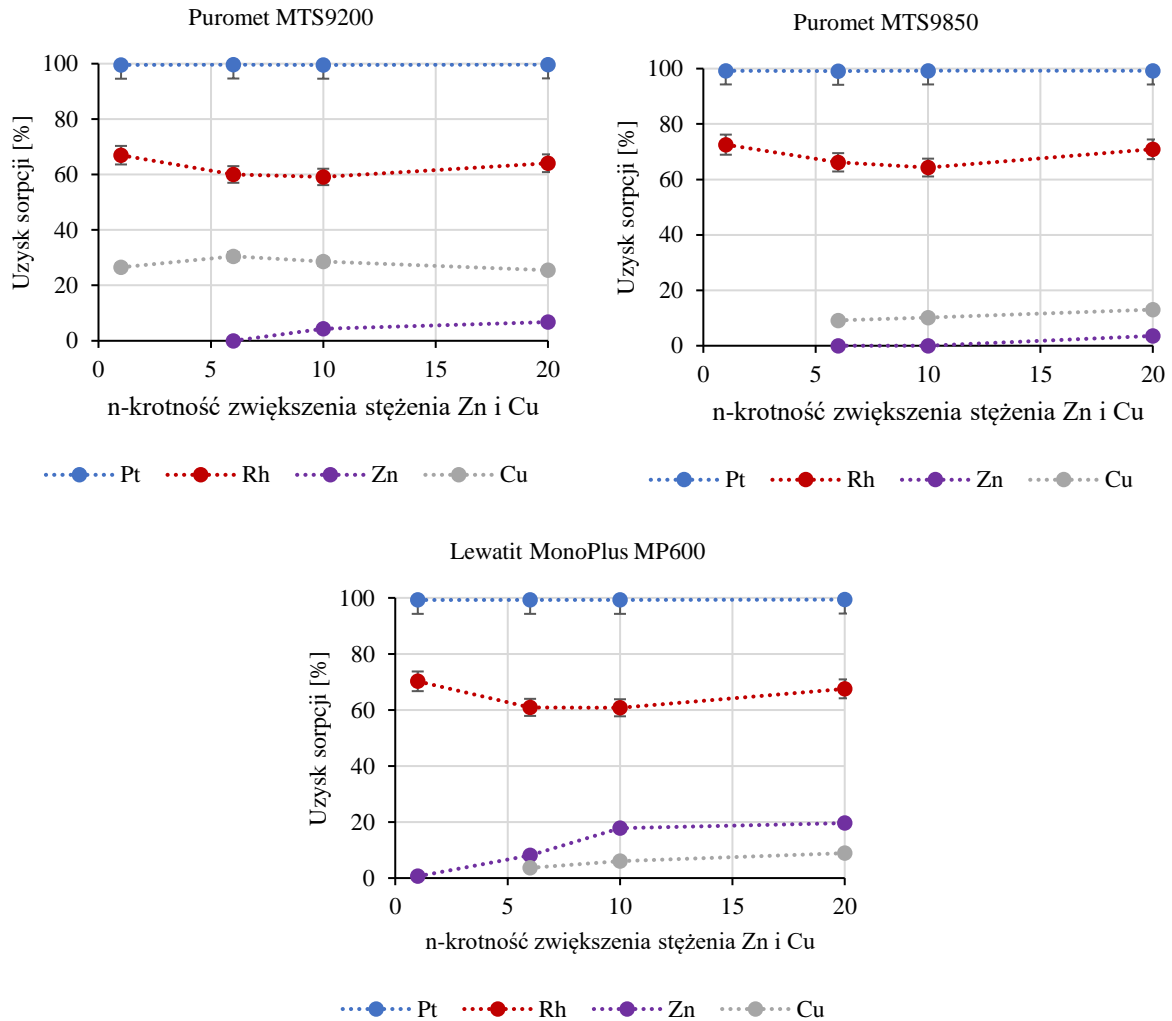 Puromet MTS9200
Uzysk sorpcji [%]
100
80
60
40
20
0
0 5 10 15 20
n-krotność zwiększenia stężenia Zn i Cu
Pt Rh Zn Cu
Puromet MTS9850
Uzysk sorpcji [%]
100
80
60
40
20
0
0 5 10 15 20
n-krotność zwiększenia stężenia Zn i Cu
Pt Rh Zn Cu
Lewatit MonoPlus MP600
Uzysk sorpcji [%]
100
80
60
40
20
0
0 5 10 15 20
n-krotność zwiększenia stężenia Zn i Cu
Pt Rh Zn Cu